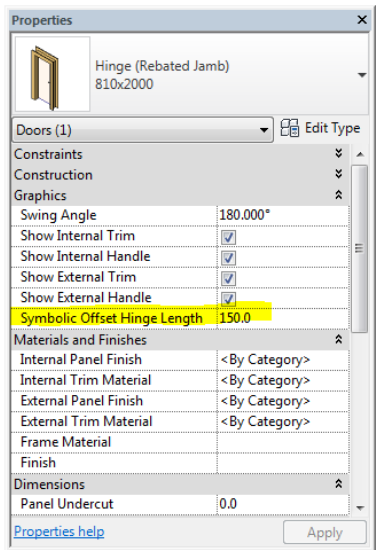 Properties
Hinge (Rebated Jamb)
810x2000
Doors (1) Edit Type
Constraints
Construction
Graphics
Swing Angle 180.000°
Show Internal Trim
Show Internal Handle
Show External Trim
Show External Handle
Symbolic Offset Hinge Length 150.0
Materials and Finishes
Internal Panel Finish <By Category>
Internal Trim Material <By Category>
External Panel Finish <By Category>
External Trim Material <By Category>
Frame Material
Finish
Dimensions
Panel Undercut 0.0
Properties help Apply